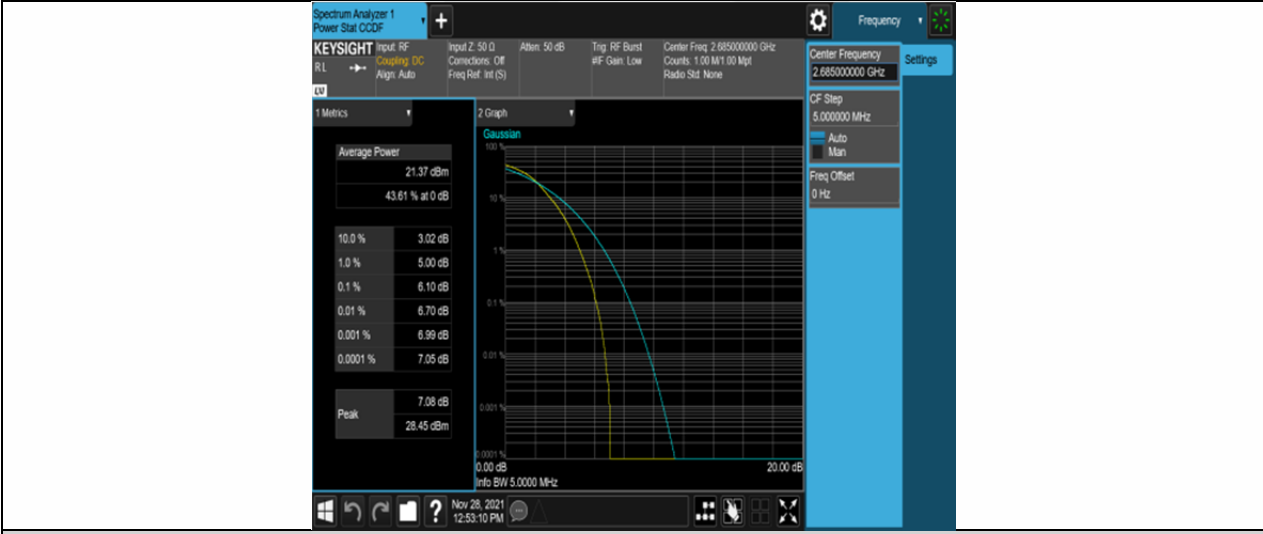 Spectrum Analyzer 1
Power Stat CCDF
+
Frequency
KEYSIGHT
R L
LV
Input: RF
Coupling: DC
Align: Auto
Input Z: 50 Ω
Corrections: Off
Freq Ref: Int (S)
Atten: 50 dB
Trig: RF Burst
#IF Gain: Low
Center Freq: 2.685000000 GHz
Counts: 1.00 M/1.00 Mpt
Radio Std: None
Center Frequency
2.685000000 GHz
Settings
CF Step
5.000000 MHz
Auto
Man
Freq Offset
0 Hz
1 Metrics
Average Power
21.37 dBm
43.61 % at 0 dB
10.0 % 3.02 dB
1.0 % 5.00 dB
0.1 % 6.10 dB
0.01 % 6.70 dB
0.001 % 6.99 dB
0.0001 % 7.05 dB
Peak
7.08 dB
28.45 dBm
2 Graph
Gaussian
100 %
10 %
1 %
0.1 %
0.01 %
0.001 %
0.0001 %
0.00 dB 20.00 dB
Info BW 5.0000 MHz
?
Nov 28, 2021
12:53:10 PM